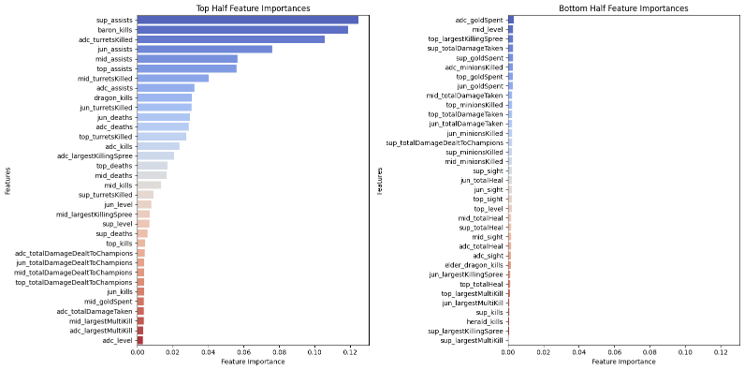 Top Half Feature Importances
sup_assists
baron_kills
adc_turretsKilled
jun_assists
mid_assists
top_assists
mid_turretsKilled
adc_assists
dragon_kills
jun_turretsKilled
jun_deaths
adc_deaths
top_turretsKilled
adc_kills
adc_largestKillingSpree
top_deaths
mid_deaths
mid_kills
sup_turretsKilled
jun_level
mid_largestKillingSpree
sup_level
sup_deaths
top_kills
adc_totalDamageDealtToChampions
jun_totalDamageDealtToChampions
mid_totalDamageDealtToChampions
top_totalDamageDealtToChampions
jun_kills
mid_goldSpent
adc_totalDamageTaken
mid_largestMultiKill
adc_largestMultiKill
adc_level
Features
0.00 0.02 0.04 0.06 0.08 0.10 0.12
Feature Importance
Bottom Half Feature Importances
adc_goldSpent
mid_level
top_largestKillingSpree
sup_totalDamageTaken
sup_goldSpent
adc_minionsKilled
top_goldSpent
jun_goldSpent
mid_totalDamageTaken
top_minionsKilled
top_totalDamageTaken
jun_totalDamageTaken
jun_minionsKilled
sup_totalDamageDealtToChampions
sup_minionsKilled
mid_minionsKilled
sup_sight
jun_totalHeal
jun_sight
top_sight
top_level
mid_totalHeal
sup_totalHeal
mid_sight
adc_totalHeal
adc_sight
elder_dragon_kills
jun_largestKillingSpree
top_totalHeal
top_largestMultiKill
jun_largestMultiKill
sup_kills
herald_kills
sup_largestKillingSpree
sup_largestMultiKill
Features
0.00 0.02 0.04 0.06 0.08 0.10 0.12
Feature Importance